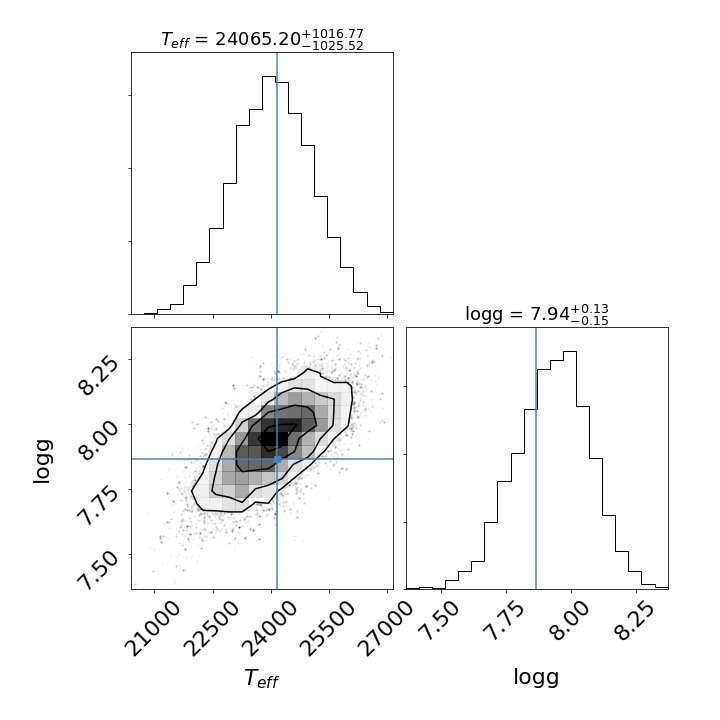 T_eff = 24065.20^{+1016.77}_{−1025.52}
logg = 7.94^{+0.13}_{−0.15}
logg
8.25
8.00
7.75
7.50
21000
22500
24000
25500
27000
T_eff
7.50
7.75
8.00
8.25
logg